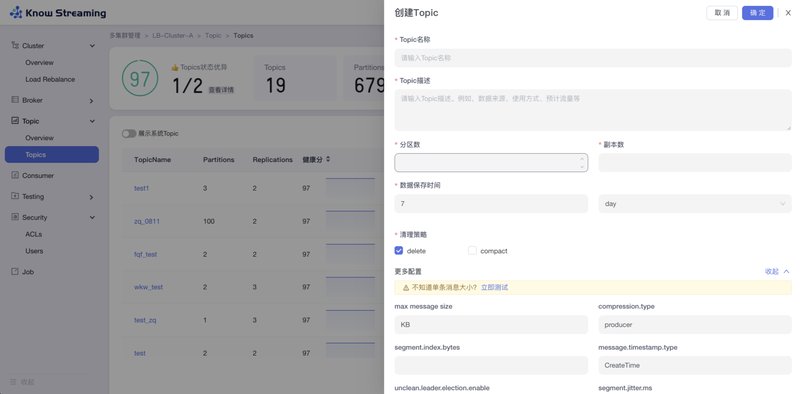 Know Streaming
Cluster
Overview
Load Rebalance
Broker
Topic
Overview
Topics
Consumer
Testing
Security
ACLs
Users
Job
收起
多集群管理 > LB-Cluster-A > Topic > Topics
97
Topics状态优异
1/2 查看详情
Topics
19
Partitions
679
展示系统Topic
TopicName Partitions Replications 健康分
test1 3 2 97
zq_0811 100 2 97
fqf_test 2 2 97
wkw_test 2 3 97
test_zq 1 3 97
test 2 2 97
创建Topic
取 消 确 定
* Topic名称
请输入Topic名称
* Topic描述
请输入Topic描述，例如，数据来源、使用方式、预计流量等
* 分区数 * 副本数
* 数据保存时间
7 day
* 清理策略
delete compact
更多配置 收起
不知道单条消息大小? 立即测试
max message size compression.type
KB producer
segment.index.bytes message.timestamp.type
CreateTime
unclean.leader.election.enable segment.jitter.ms